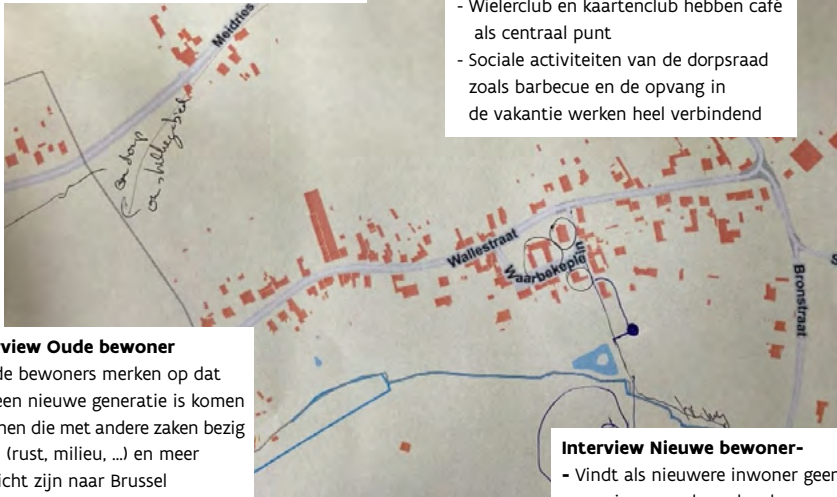 - Wielerclub en kaartenclub hebben café
als centraal punt
- Sociale activiteiten van de dorpsraad
zoals barbecue en de opvang in
de vakantie werken heel verbindend
Meidries
Wallestraat
Waarbekeplein
Bronstraat
rview Oude bewoner
de bewoners merken op dat
een nieuwe generatie is komen
nen die met andere zaken bezig
(rust, milieu, ...) en meer
icht zijn naar Brussel
Interview Nieuwe bewoner-
- Vindt als nieuwere inwoner geen